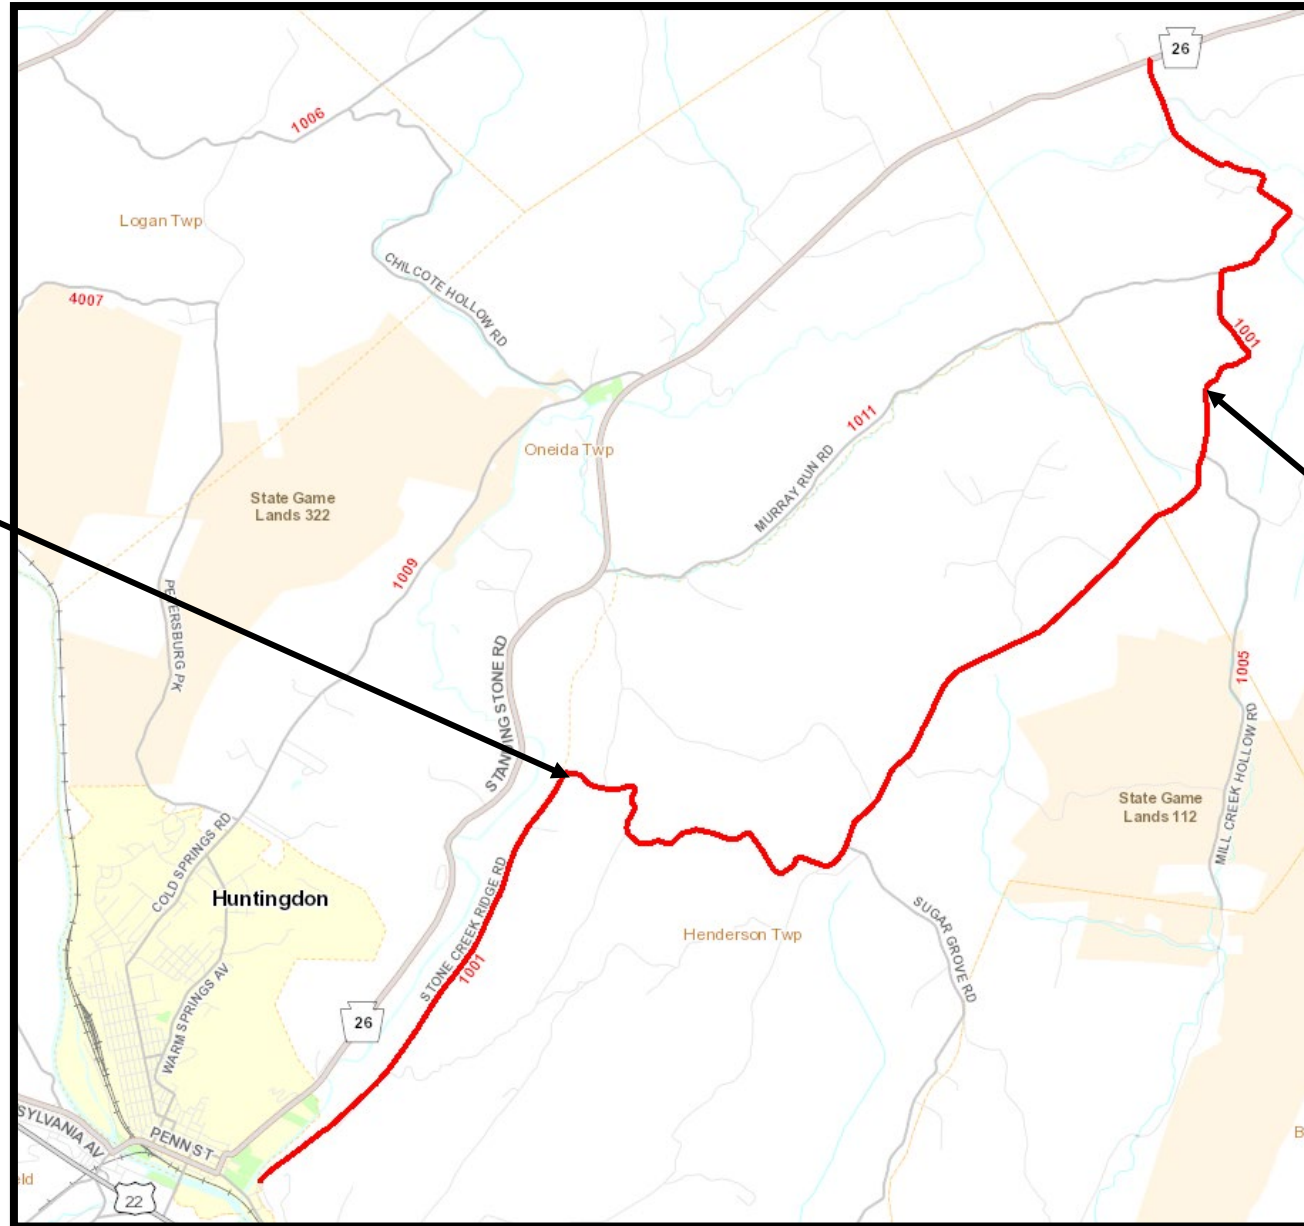 26
1006
Logan Twp
CHILCOTE HOLLOW RD
4007
1001
1011
Oneida Twp
MURRAY RUN RD
State Game
Lands 322
1009
PETERSBURG PK
STANDING STONE RD
1005
MILL CREEK HOLLOW RD
State Game
Lands 112
COLD SPRINGS RD
Huntingdon
STONE CREEK RIDGE RD
1001
SUGAR GROVE RD
Henderson Twp
WARM SPRINGS AV
26
SYLVANIA AV
PENN ST
B
eld
22